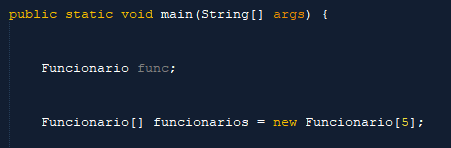 public static void main(String[] args) {
Funcionario func;
Funcionario[] funcionarios = new Funcionario[5];